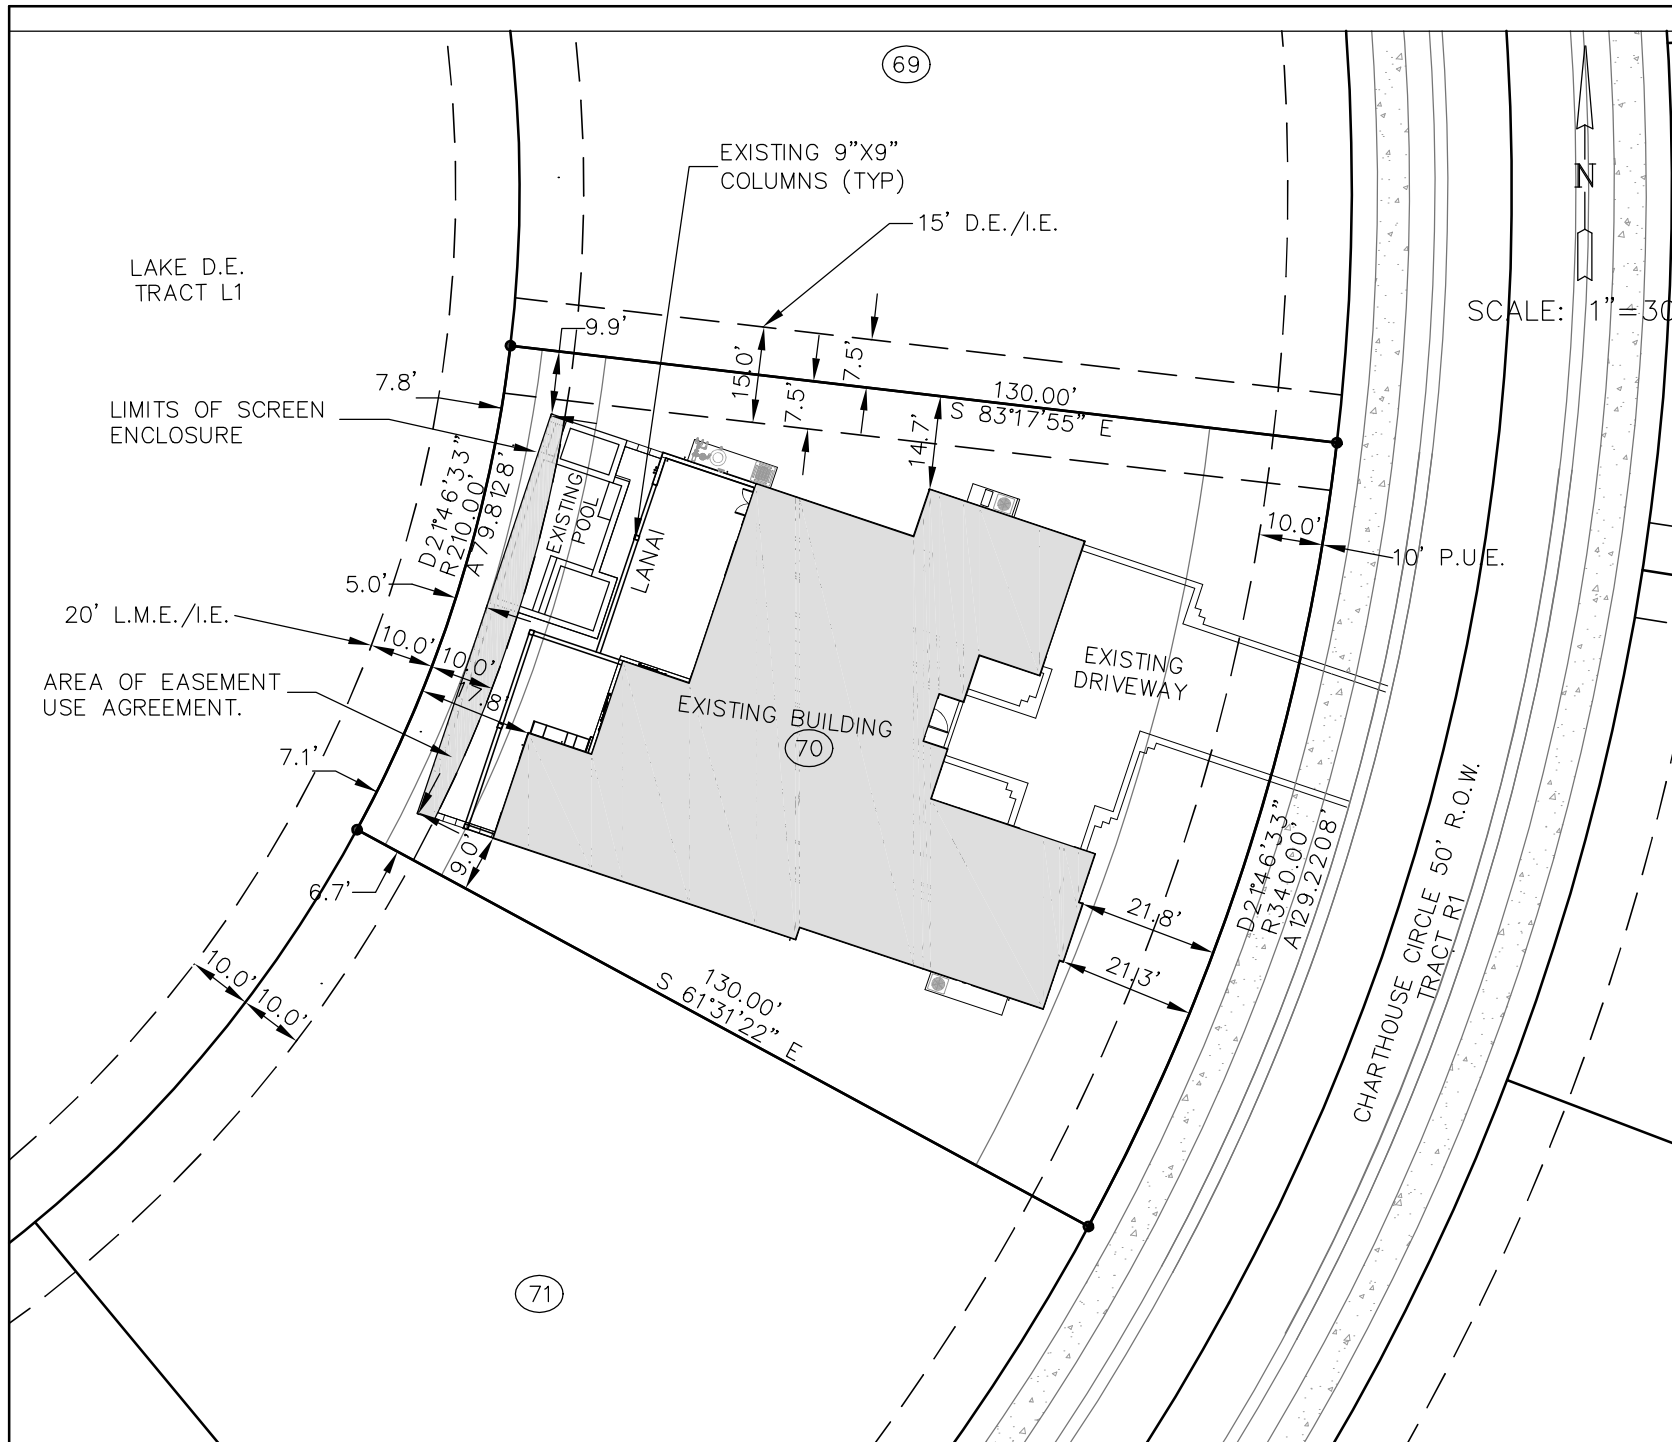 69
EXISTING 9"X9"
COLUMNS (TYP)
N
15' D.E./I.E.
LAKE D.E.
TRACT L1
SCALE: 1"=30
9.9'
15.0'
7.5'
7.5'
130.00'
S 83°17'55" E
7.8'
LIMITS OF SCREEN
ENCLOSURE
14.7'
D21°46'33"
R210.00'
A79.8128'
EXISTING
POOL
LANAI
10.0'
10' P.U.E.
5.0'
20' L.M.E./I.E.
10.0'
10.0'
17.8'
AREA OF EASEMENT
USE AGREEMENT.
EXISTING
DRIVEWAY
EXISTING BUILDING
70
7.1'
9.0'
6.7'
D21°46'33"
R340.00'
A129.2208'
CHARTHOUSE CIRCLE 50' R.O.W.
TRACT R1
21.8'
21.3'
10.0'
10.0'
130.00'
S 61°31'22" E
71